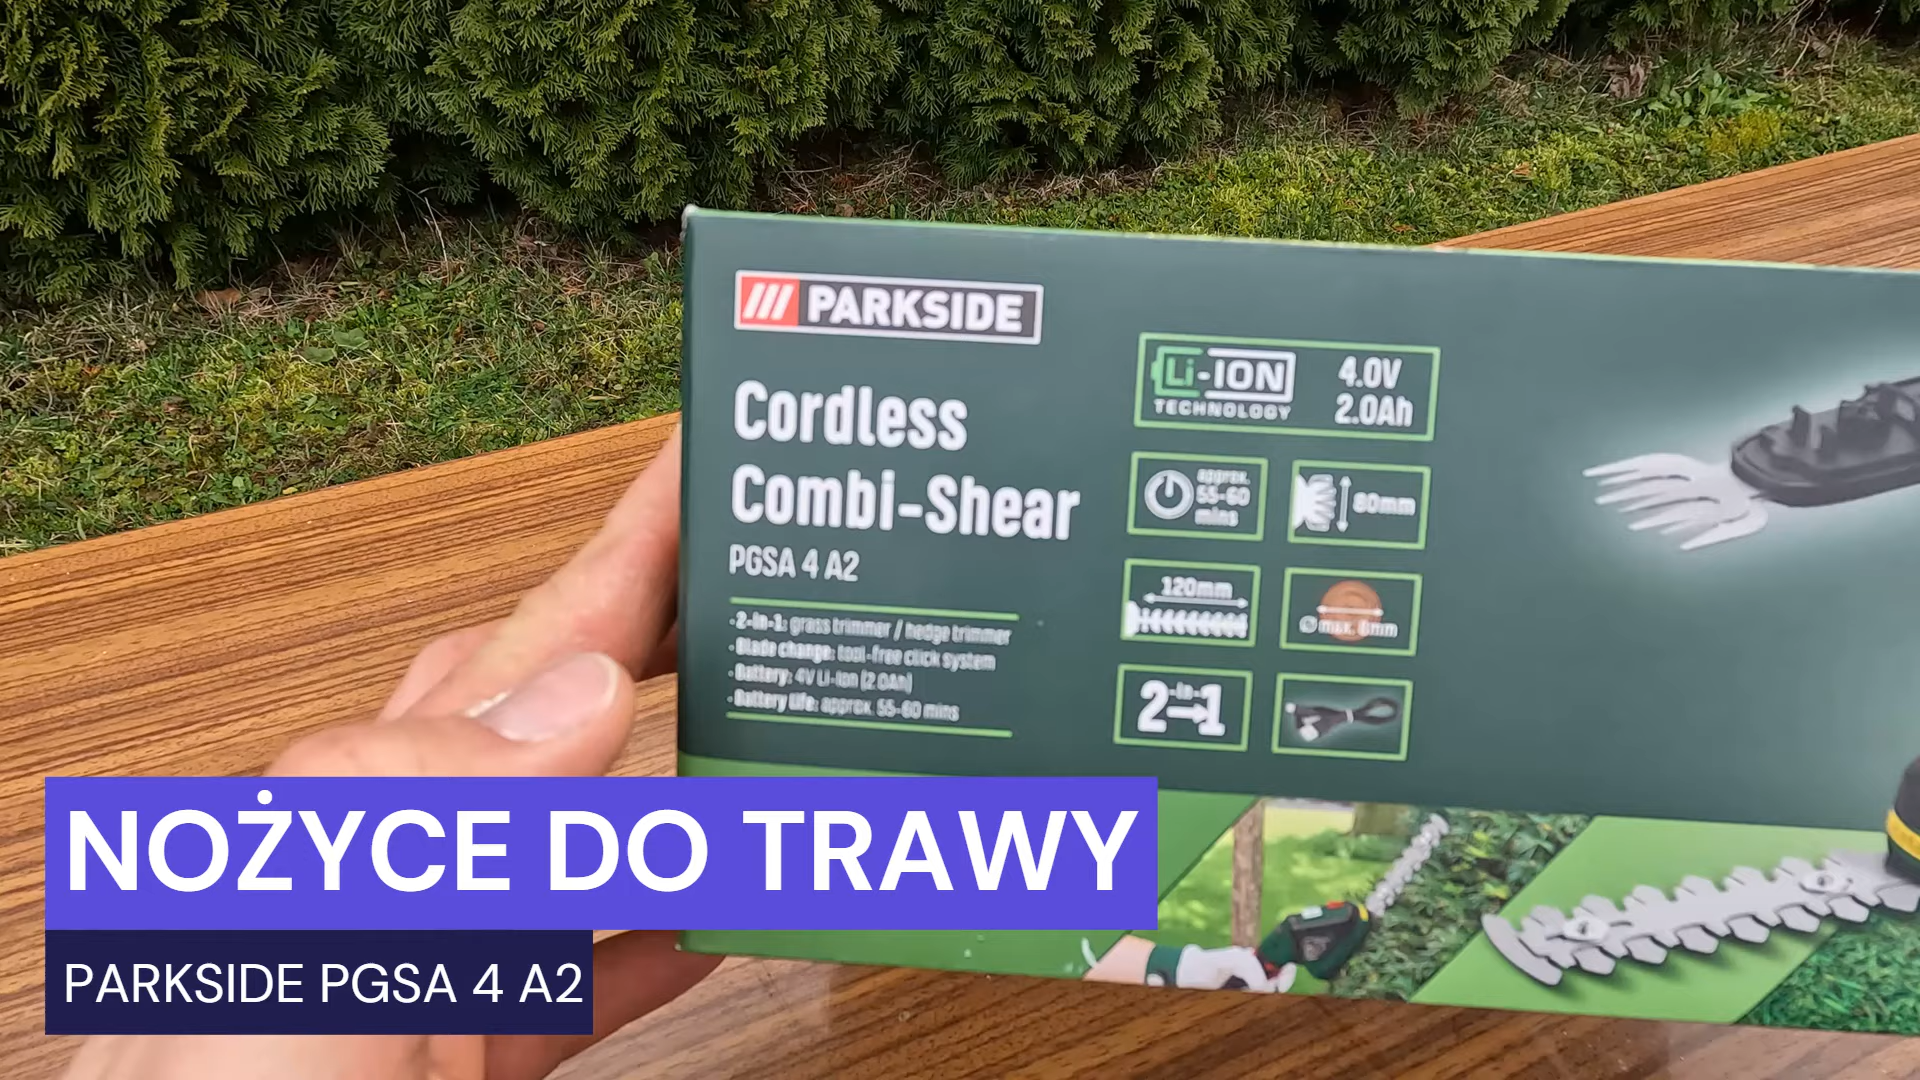 PARKSIDE
Cordless
Combi-Shear
PGSA 4 A2
• 2-in-1: grass trimmer / hedge trimmer
• Blade change: tool-free click system
• Battery: 4V Li-Ion (2.0Ah)
• Battery Life: approx. 55-60 mins
Li-ION
TECHNOLOGY
4.0V
2.0Ah
approx.
55-60
mins
80mm
120mm
Ø max. 8mm
2-in-1
NOŻYCE DO TRAWY
PARKSIDE PGSA 4 A2